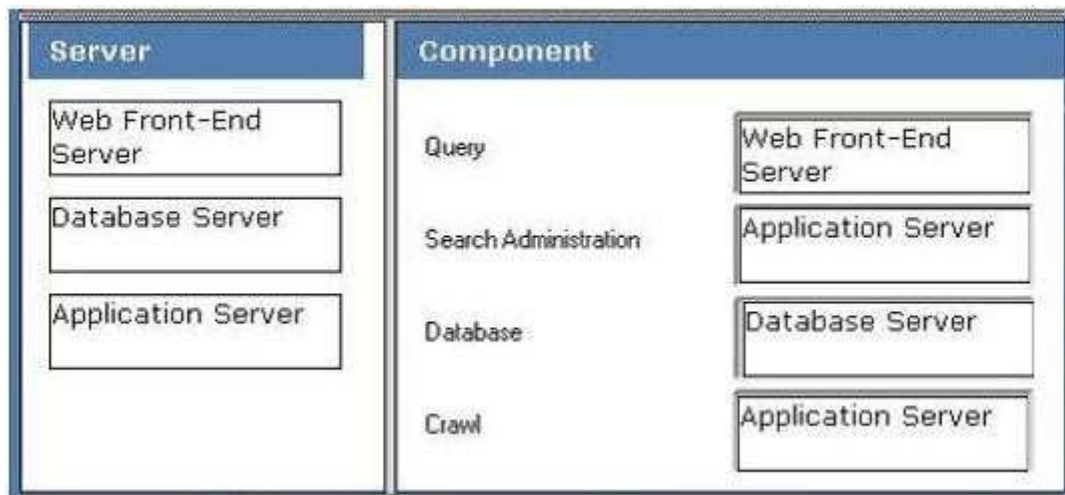 Server
Web Front-End
Server
Database Server
Application Server
Component
Query
Web Front-End
Server
Search Administration
Application Server
Database
Database Server
Crawl
Application Server